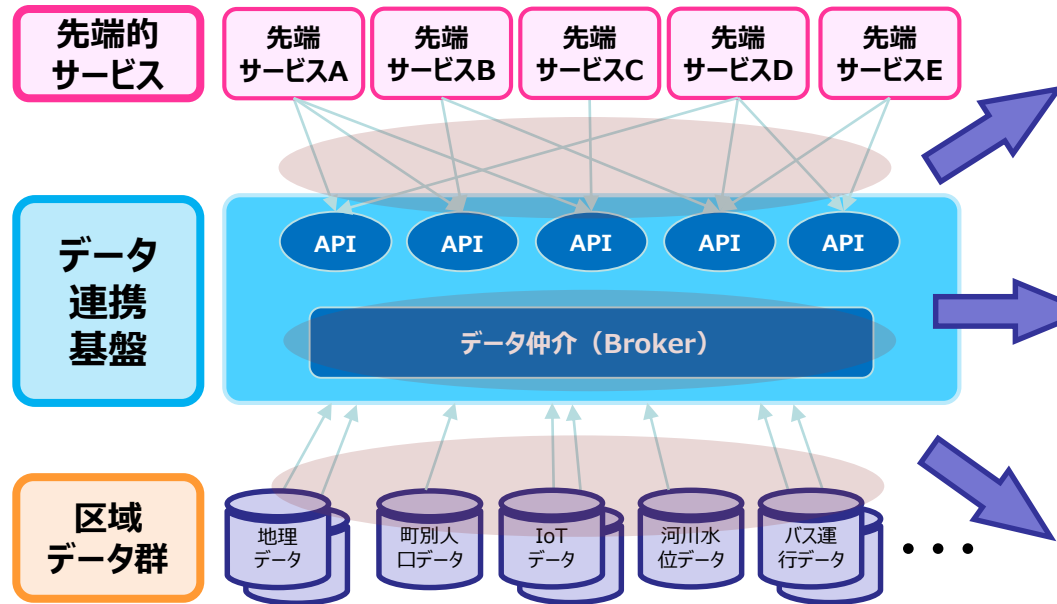 先端的
サービス
先端
サービスA
先端
サービスB
先端
サービスC
先端
サービスD
先端
サービスE
データ
連携
基盤
API
API
API
API
API
データ仲介（Broker）
区域
データ群
地理
データ
町別人
口データ
IoT
データ
河川水
位データ
バス運
行データ
・・・